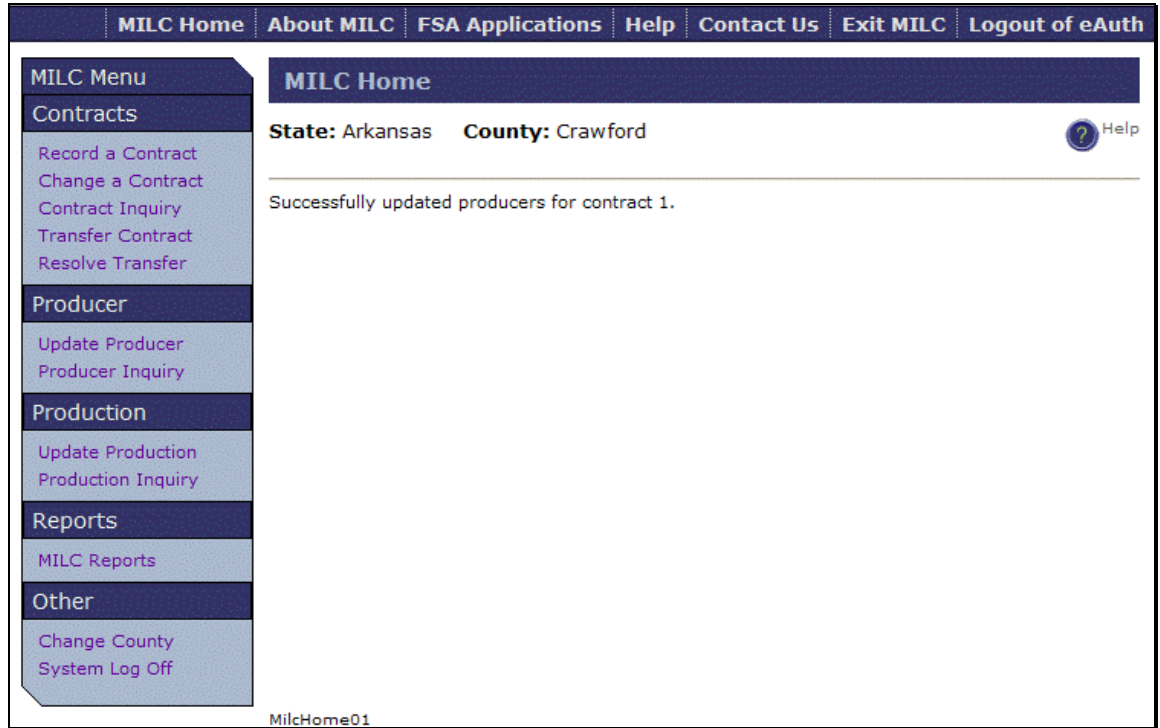 MILC Home About MILC FSA Applications Help Contact Us Exit MILC Logout of eAuth
MILC Menu
Contracts
Record a Contract
Change a Contract
Contract Inquiry
Transfer Contract
Resolve Transfer
Producer
Update Producer
Producer Inquiry
Production
Update Production
Production Inquiry
Reports
MILC Reports
Other
Change County
System Log Off
MILC Home
State: Arkansas County: Crawford
? Help
Successfully updated producers for contract 1.
MilcHome01